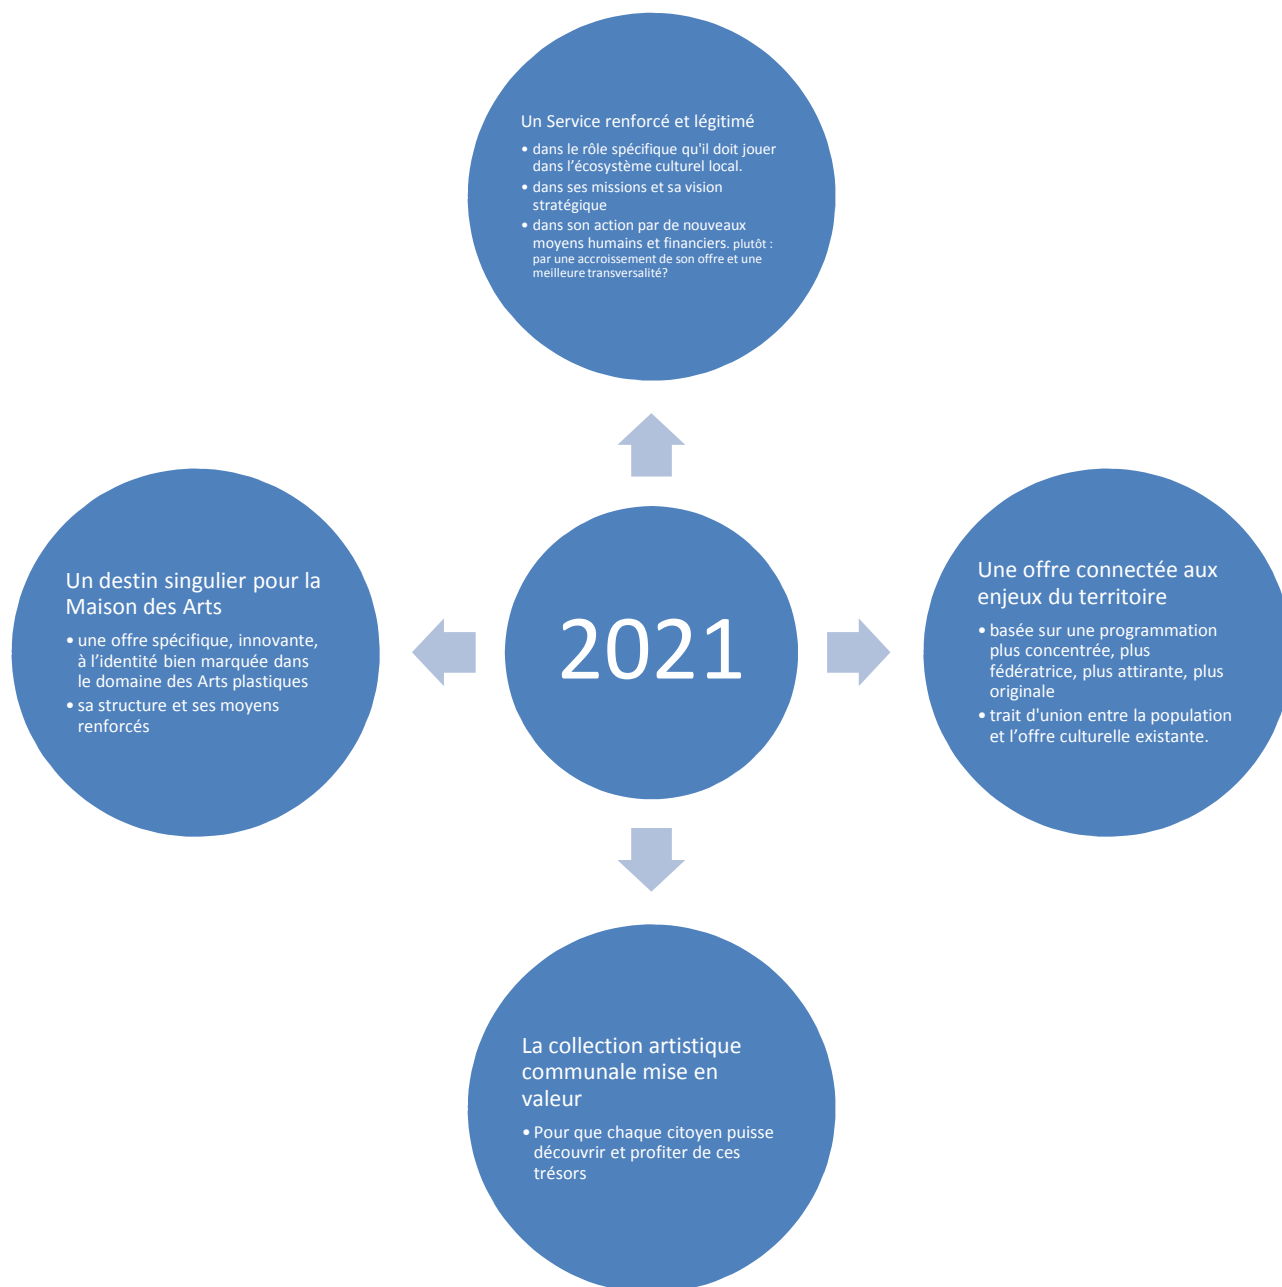 Un Service renforcé et légitimé
• dans le rôle spécifique qu'il doit jouer
dans l’écosystème culturel local.
• dans ses missions et sa vision
stratégique
• dans son action par de nouveaux
moyens humains et financiers. plutôt :
par une accroissement de son offre et une
meilleure transversalité?
Un destin singulier pour la
Maison des Arts
• une offre spécifique, innovante,
à l’identité bien marquée dans
le domaine des Arts plastiques
• sa structure et ses moyens
renforcés
2021
Une offre connectée aux
enjeux du territoire
• basée sur une programmation
plus concentrée, plus
fédératrice, plus attirante, plus
originale
• trait d'union entre la population
et l’offre culturelle existante.
La collection artistique
communale mise en
valeur
• Pour que chaque citoyen puisse
découvrir et profiter de ces
trésors